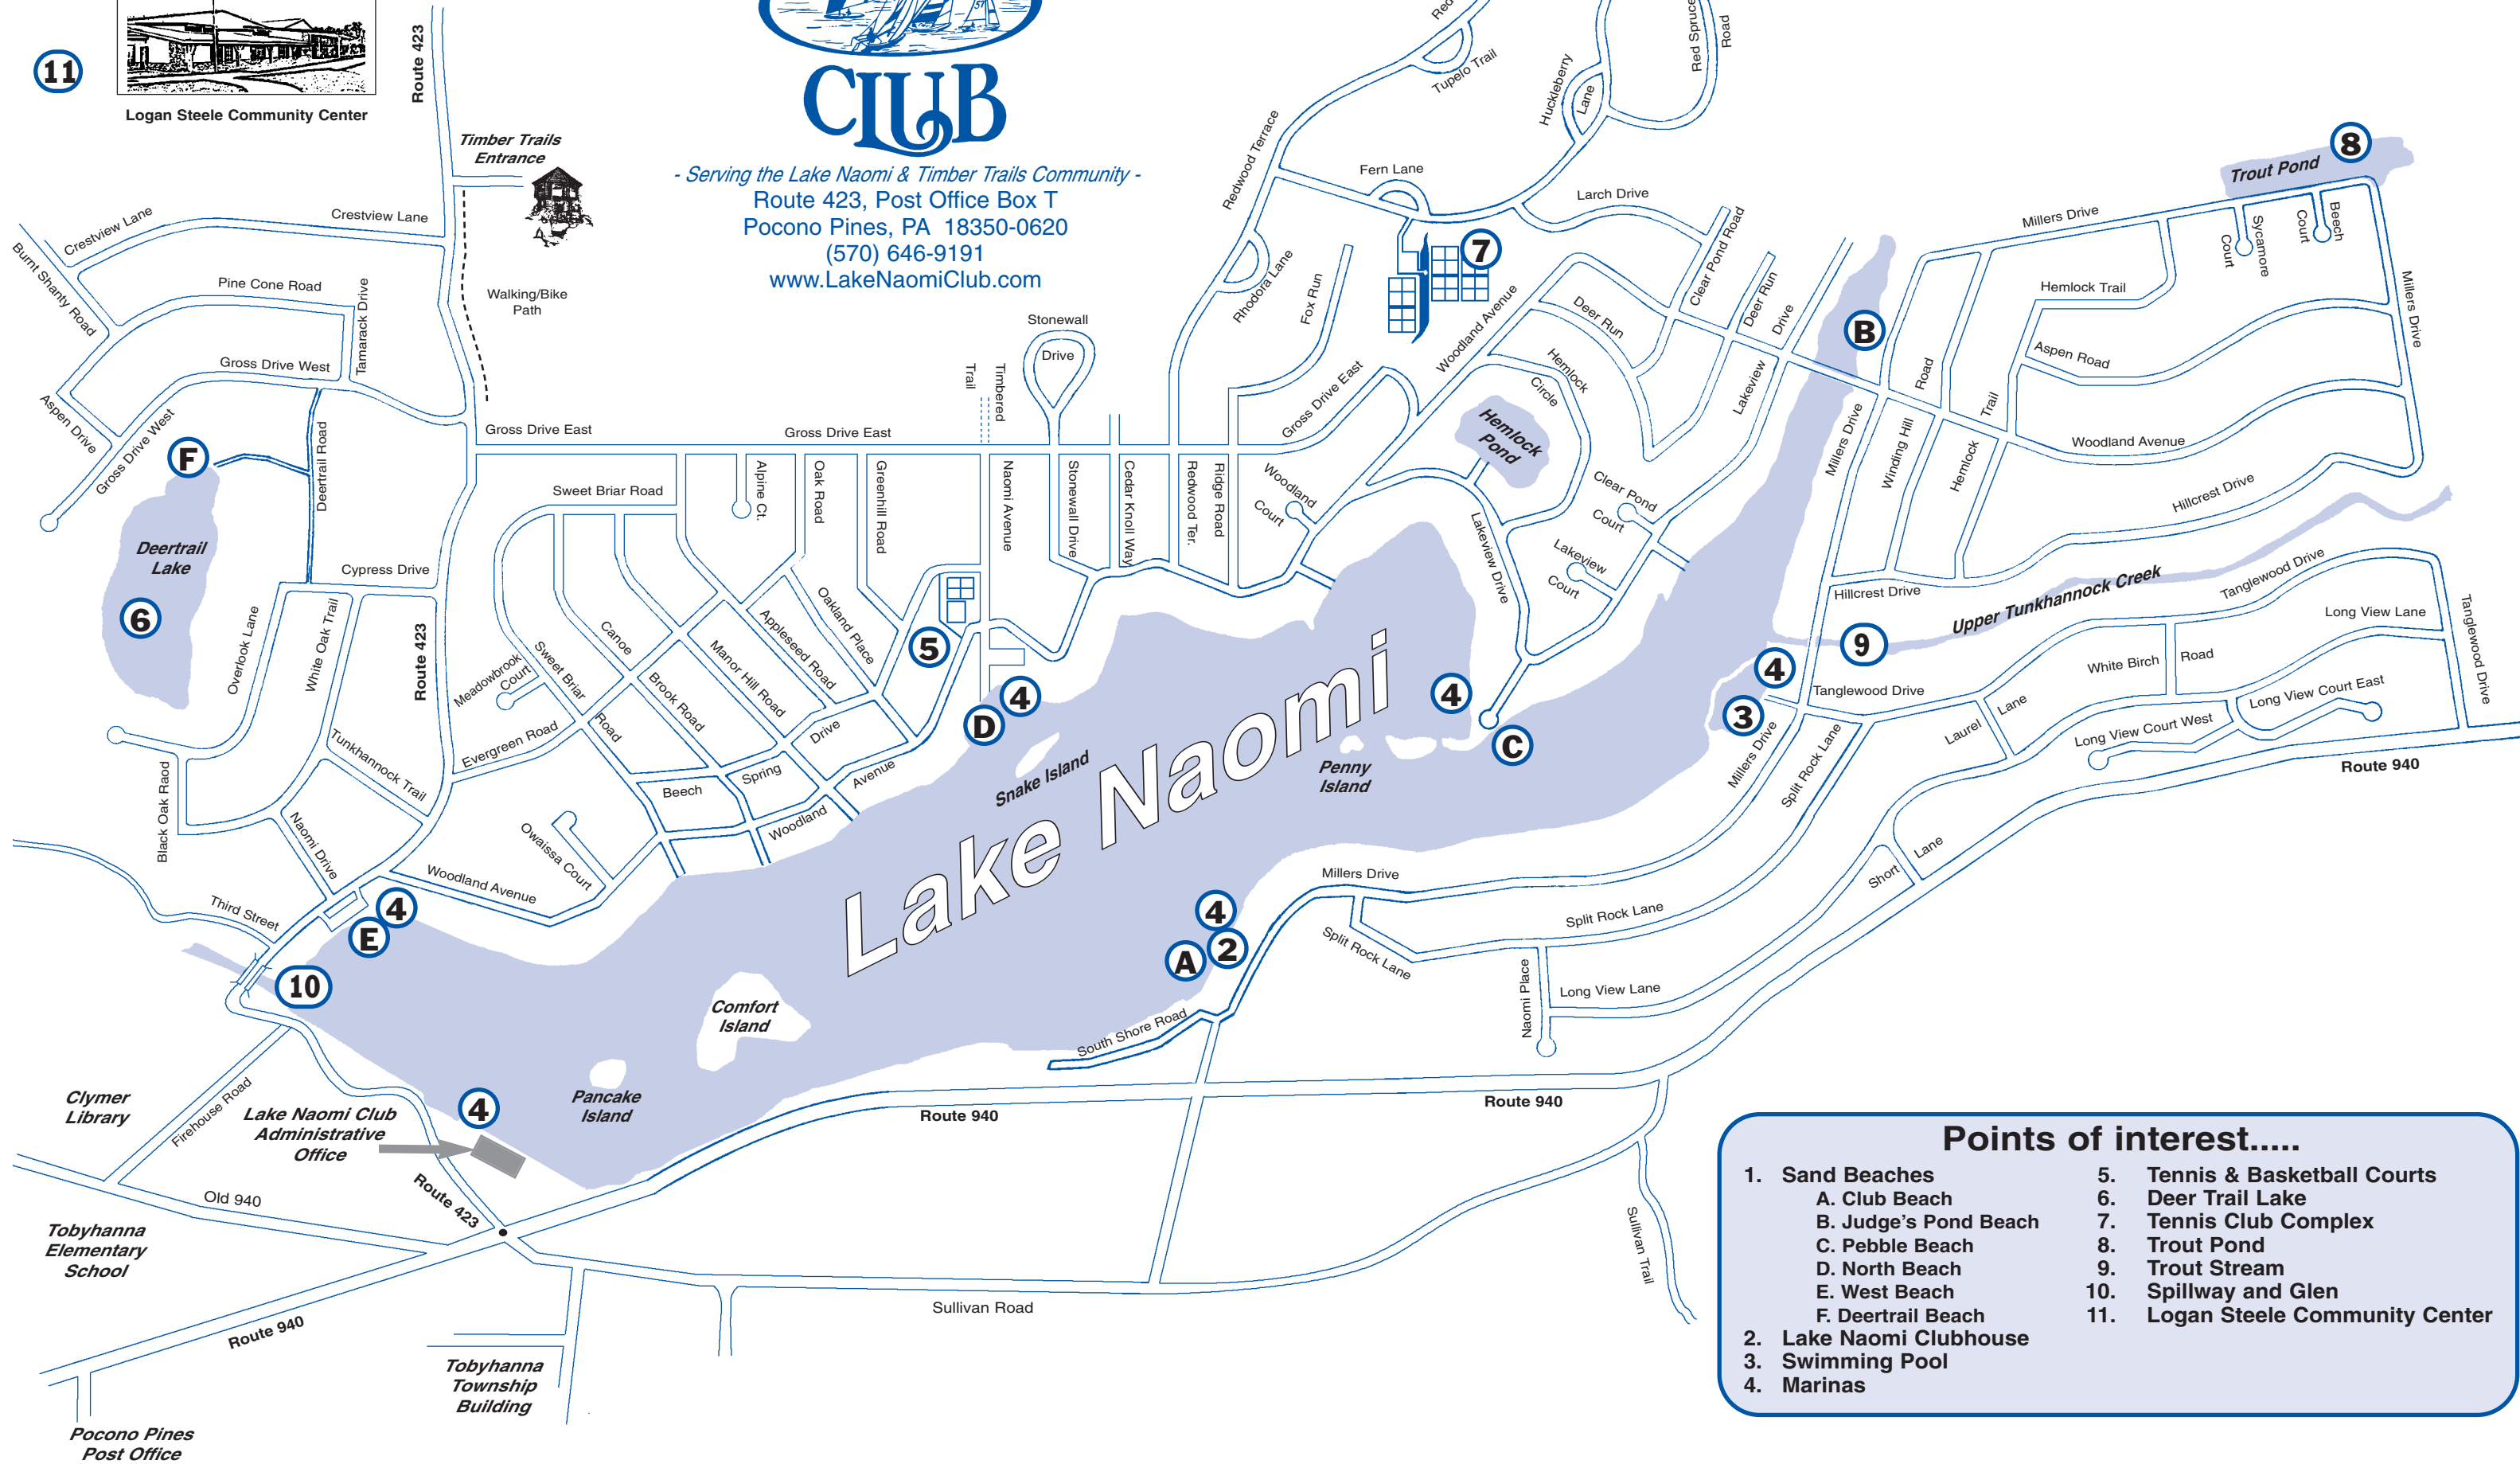 11
Logan Steele Community Center
Route 423
57
CLUB
- Serving the Lake Naomi & Timber Trails Community -
Route 423, Post Office Box T
Pocono Pines, PA 18350-0620
(570) 646-9191
www.LakeNaomiClub.com
Timber Trails
Entrance
Walking/Bike
Path
Crestview Lane
Crestview Lane
Burnt Shanty Road
Pine Cone Road
Tamarack Drive
Gross Drive West
Aspen Drive
Gross Drive West
F
Deertrail Road
Deertrail
Lake
6
Cypress Drive
Overlook Lane
White Oak Trail
Route 423
Tunkhannock Trail
Black Oak Raod
Naomi Drive
Third Street
Red
Tupelo Trail
Redwood Terrace
Huckleberry
Lane
Red Spruce
Road
Fern Lane
Larch Drive
7
Rhodora Lane
Fox Run
Clear Pond Road
Deer Run
Drive
Deer Run
Woodland Avenue
Hemlock
Circle
Hemlock
Pond
Lakeview
B
Trout Pond
8
Millers Drive
Sycamore
Court
Beech
Court
Millers Drive
Hemlock Trail
Aspen Road
Road
Trail
Millers Drive
Winding Hill
Hemlock
Woodland Avenue
Hillcrest Drive
Hillcrest Drive
Upper Tunkhannock Creek
Tanglewood Drive
Long View Lane
Tanglewood Drive
9
White Birch
Road
Tanglewood Drive
Laurel
Lane
Long View Court East
Long View Court West
Route 940
Stonewall
Drive
Trail
Timbered
Gross Drive East
Gross Drive East
Gross Drive East
Sweet Briar Road
Alpine Ct.
Oak Road
Greenhill Road
Naomi Avenue
Stonewall Drive
Cedar Knoll Way
Redwood Ter.
Ridge Road
Woodland
Court
Lakeview Drive
Clear Pond
Court
Lakeview
Court
Canoe
Brook Road
Meadowbrook
Court
Sweet Briar
Road
Evergreen Road
Manor Hill Road
Appleseed Road
Oakland Place
5
Drive
Spring
Beech
Avenue
Woodland
Owaissa Court
Woodland Avenue
4
D
Snake Island
Lake Naomi
4
C
Penny
Island
4
3
Millers Drive
Split Rock Lane
4
E
10
Comfort
Island
Pancake
Island
4
2
A
Millers Drive
Split Rock Lane
Split Rock Lane
Short
Lane
Naomi Place
Long View Lane
South Shore Road
Clymer
Library
Firehouse Road
Lake Naomi Club
Administrative
Office
4
Route 940
Route 940
Old 940
Route 423
Tobyhanna
Elementary
School
Route 940
Sullivan Road
Sullivan Trail
Tobyhanna
Township
Building
Pocono Pines
Post Office
Points of interest.....
1. Sand Beaches
A. Club Beach
B. Judge's Pond Beach
C. Pebble Beach
D. North Beach
E. West Beach
F. Deertrail Beach
2. Lake Naomi Clubhouse
3. Swimming Pool
4. Marinas
5. Tennis & Basketball Courts
6. Deer Trail Lake
7. Tennis Club Complex
8. Trout Pond
9. Trout Stream
10. Spillway and Glen
11. Logan Steele Community Center